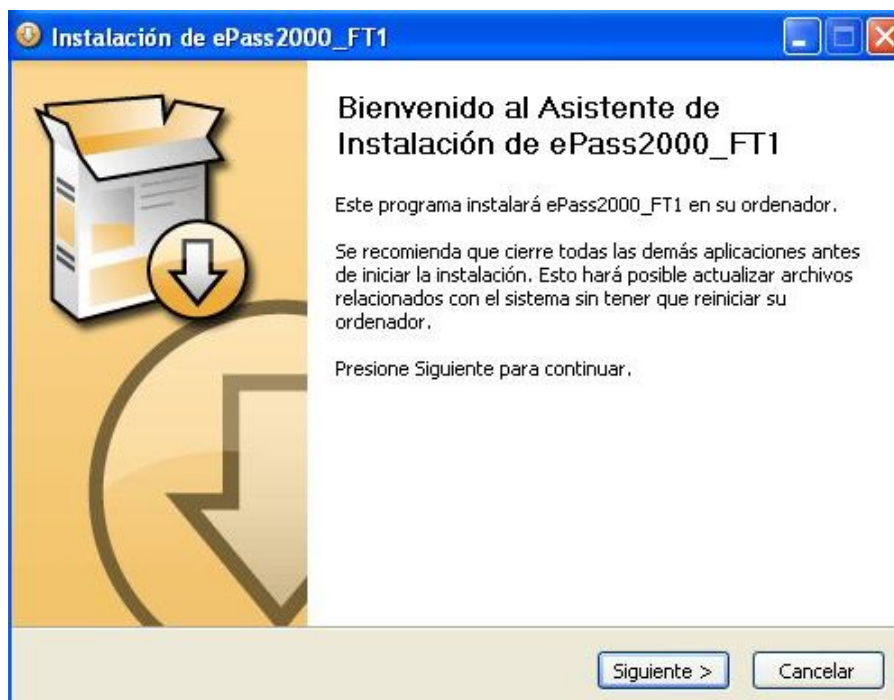 Instalación de ePass2000_FT1
Bienvenido al Asistente de
Instalación de ePass2000_FT1
Este programa instalará ePass2000_FT1 en su ordenador.
Se recomienda que cierre todas las demás aplicaciones antes
de iniciar la instalación. Esto hará posible actualizar archivos
relacionados con el sistema sin tener que reiniciar su
ordenador.
Presione Siguiente para continuar.
Siguiente >
Cancelar